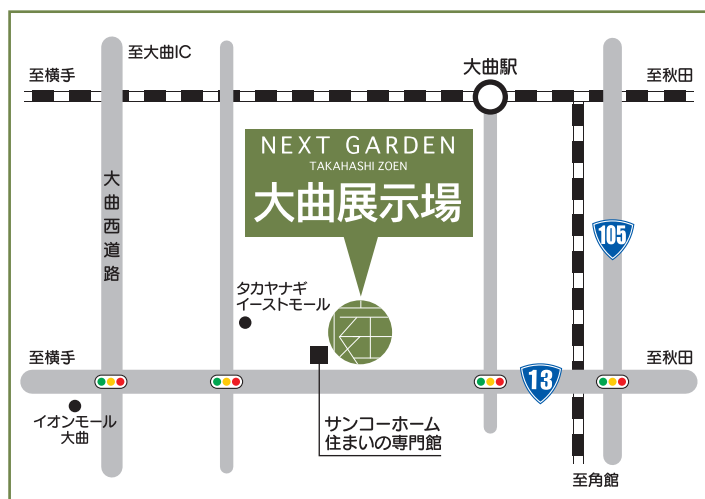 至大曲IC
至横手
大曲駅
至秋田
NEXT GARDEN
TAKAHASHI ZOEN
大曲展示場
大曲西道路
105
タカヤナギ
イーストモール
至横手
13
至秋田
イオンモール
大曲
サンコーホーム
住まいの専門館
至角館